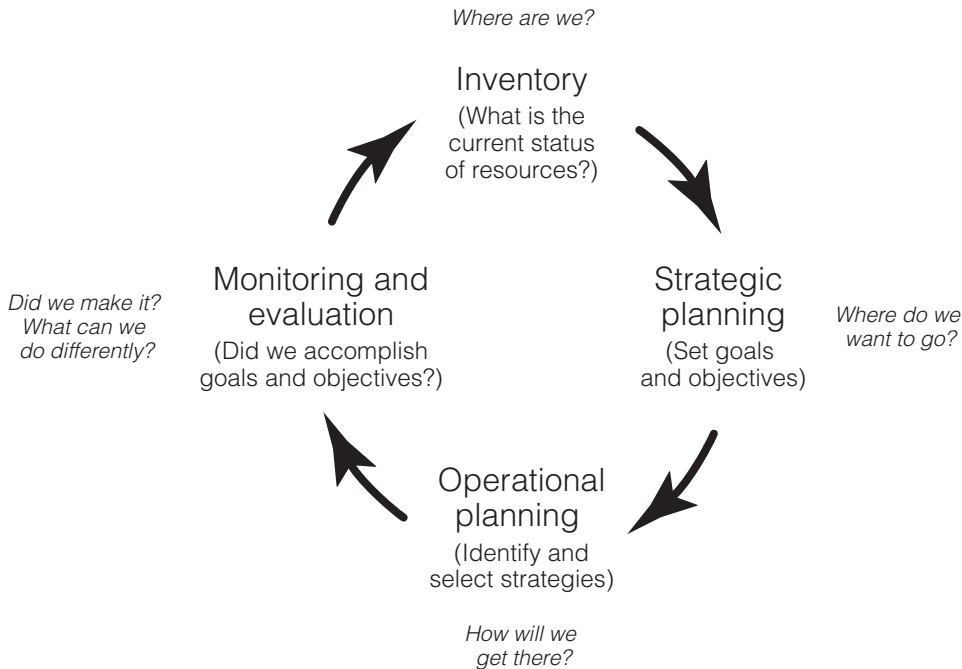 Where are we?
Inventory
(What is the
current status
of resources?)
Monitoring and
evaluation
(Did we accomplish
goals and objectives?)
Did we make it?
What can we
do differently?
Strategic
planning
(Set goals
and objectives)
Where do we
want to go?
Operational
planning
(Identify and
select strategies)
How will we
get there?